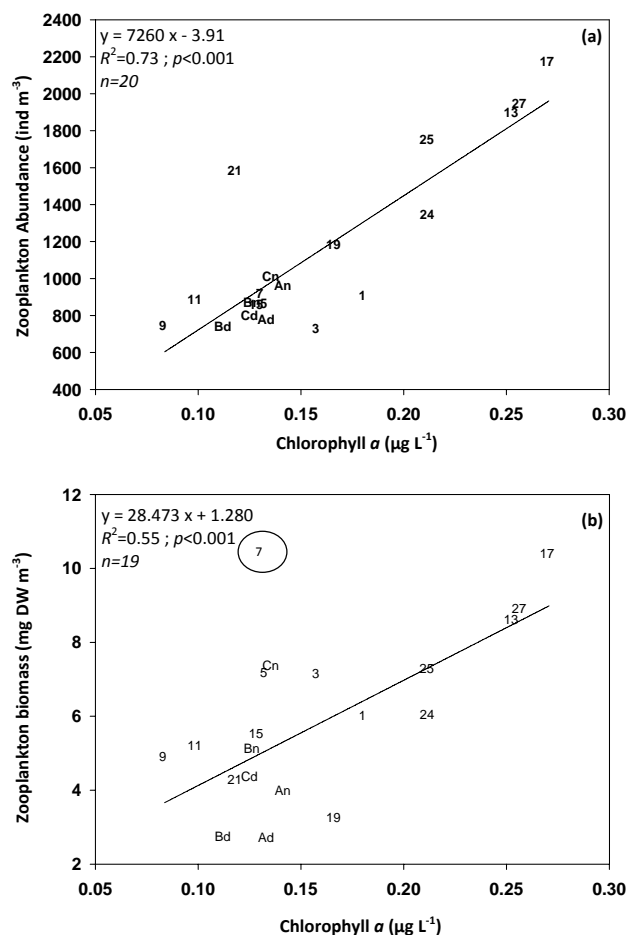 2400
2200
2000
1800
1600
1400
1200
1000
800
600
400
Zooplankton Abundance (ind m-3)
y = 7260 x - 3.91
R2=0.73 ; p<0.001
n=20
(a)
17
27
13
25
21
24
19
Cn
An
7
1
11
Bn
15
5
Cd
Ad
9
Bd
3
0.05 0.10 0.15 0.20 0.25 0.30
Chlorophyll a (µg L-1)
12
10
8
6
4
2
Zooplankton biomass (mg DW m-3)
y = 28.473 x + 1.280
R2=0.55 ; p<0.001
n=19
(b)
7
17
27
13
Cn
5
3
25
1
24
15
11
Bn
9
Cd
21
An
19
Bd
Ad
0.05 0.10 0.15 0.20 0.25 0.30
Chlorophyll a (µg L-1)